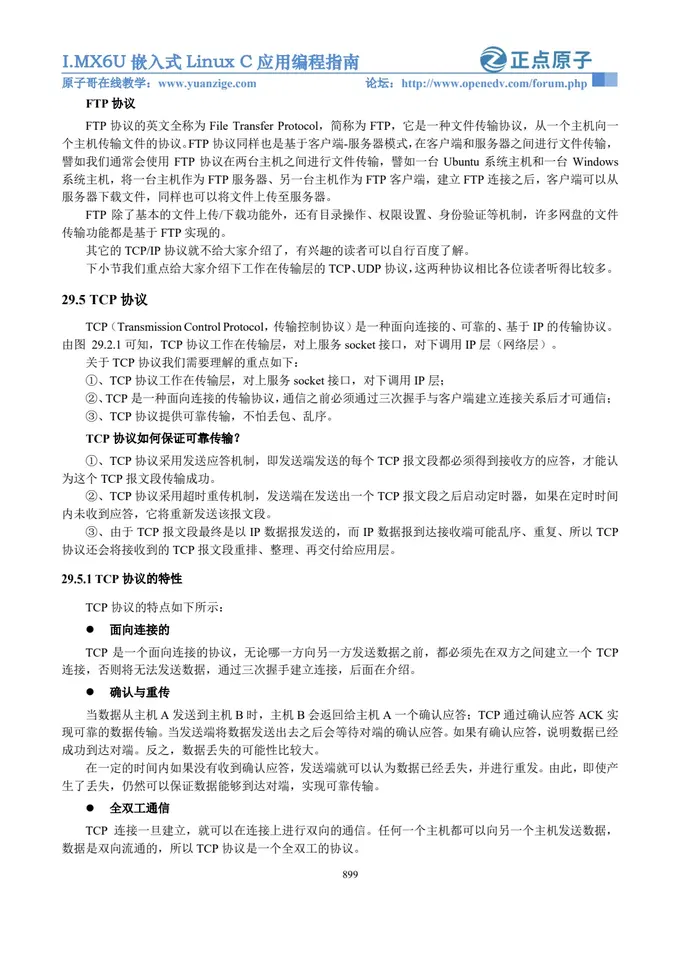 I.MX6U 嵌入式 Linux C 应用编程指南
正点原子
原子哥在线教学：www.yuanzige.com
论坛：http://www.openedv.com/forum.php
FTP 协议
FTP 协议的英文全称为 File Transfer Protocol，简称为 FTP，它是一种文件传输协议，从一个主机向一
个主机传输文件的协议。FTP 协议同样也是基于客户端-服务器模式，在客户端和服务器之间进行文件传输，
譬如我们通常会使用 FTP 协议在两台主机之间进行文件传输，譬如一台 Ubuntu 系统主机和一台 Windows
系统主机，将一台主机作为 FTP 服务器、另一台主机作为 FTP 客户端，建立 FTP 连接之后，客户端可以从
服务器下载文件，同样也可以将文件上传至服务器。
FTP 除了基本的文件上传/下载功能外，还有目录操作、权限设置、身份验证等机制，许多网盘的文件
传输功能都是基于 FTP 实现的。
其它的 TCP/IP 协议就不给大家介绍了，有兴趣的读者可以自行百度了解。
下小节我们重点给大家介绍下工作在传输层的 TCP、UDP 协议，这两种协议相比各位读者听得比较多。
29.5 TCP 协议
TCP（Transmission Control Protocol，传输控制协议）是一种面向连接的、可靠的、基于 IP 的传输协议。
由图 29.2.1 可知，TCP 协议工作在传输层，对上服务 socket 接口，对下调用 IP 层（网络层）。
关于 TCP 协议我们需要理解的重点如下：
①、TCP 协议工作在传输层，对上服务 socket 接口，对下调用 IP 层；
②、TCP 是一种面向连接的传输协议，通信之前必须通过三次握手与客户端建立连接关系后才可通信；
③、TCP 协议提供可靠传输，不怕丢包、乱序。
TCP 协议如何保证可靠传输？
①、TCP 协议采用发送应答机制，即发送端发送的每个 TCP 报文段都必须得到接收方的应答，才能认
为这个 TCP 报文段传输成功。
②、TCP 协议采用超时重传机制，发送端在发送出一个 TCP 报文段之后启动定时器，如果在定时时间
内未收到应答，它将重新发送该报文段。
③、由于 TCP 报文段最终是以 IP 数据报发送的，而 IP 数据报到达接收端可能乱序、重复、所以 TCP
协议还会将接收到的 TCP 报文段重排、整理、再交付给应用层。
29.5.1 TCP 协议的特性
TCP 协议的特点如下所示：
● 面向连接的
TCP 是一个面向连接的协议，无论哪一方向另一方发送数据之前，都必须先在双方之间建立一个 TCP
连接，否则将无法发送数据，通过三次握手建立连接，后面在介绍。
● 确认与重传
当数据从主机 A 发送到主机 B 时，主机 B 会返回给主机 A 一个确认应答；TCP 通过确认应答 ACK 实
现可靠的数据传输。当发送端将数据发送出去之后会等待对端的确认应答。如果有确认应答，说明数据已经
成功到达对端。反之，数据丢失的可能性比较大。
在一定的时间内如果没有收到确认应答，发送端就可以认为数据已经丢失，并进行重发。由此，即使产
生了丢失，仍然可以保证数据能够到达对端，实现可靠传输。
● 全双工通信
TCP 连接一旦建立，就可以在连接上进行双向的通信。任何一个主机都可以向另一个主机发送数据，
数据是双向流通的，所以 TCP 协议是一个全双工的协议。
899